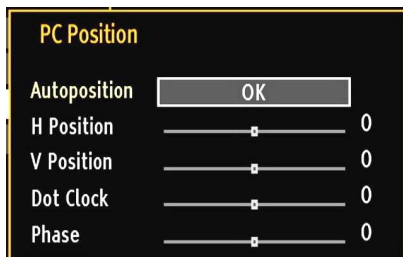 PC Position
Autoposition OK
H Position 0
V Position 0
Dot Clock 0
Phase 0